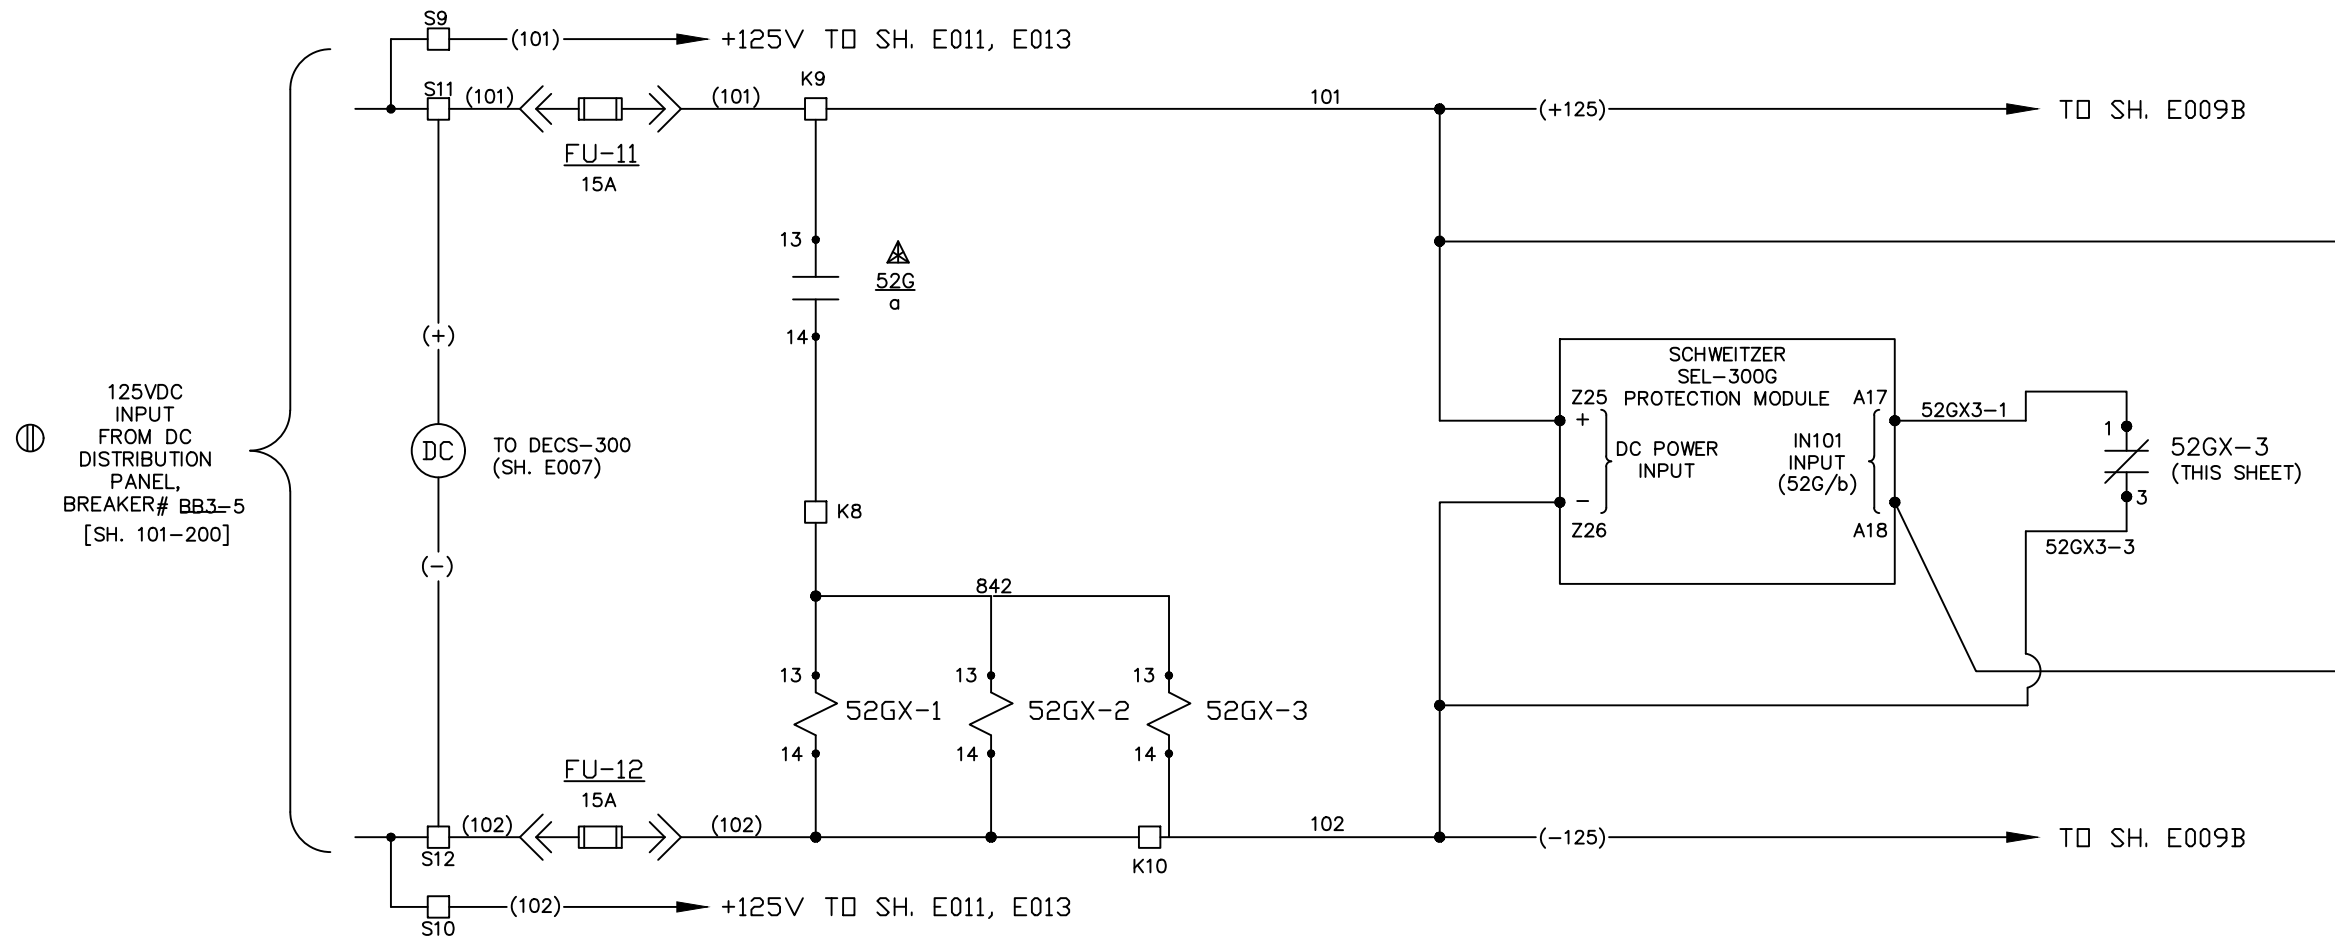 S9
(101)
+125V TO SH. E011, E013
S11
(101)
(101)
K9
101
(+125)
TO SH. E009B
FU-11
15A
13
52G
a
14
(+)
125VDC
INPUT
FROM DC
DISTRIBUTION
PANEL,
BREAKER# BB3-5
[SH. 101-200]
DC
TO DECS-300
(SH. E007)
(-)
K8
842
13
52GX-1
14
13
52GX-2
14
13
52GX-3
14
SCHWEITZER
SEL-300G
PROTECTION MODULE
Z25
+
DC POWER
INPUT
-
Z26
A17
IN101
INPUT
(52G/b)
A18
52GX3-1
1
52GX-3
(THIS SHEET)
3
52GX3-3
FU-12
15A
S12
(102)
(102)
K10
102
(-125)
TO SH. E009B
S10
(102)
+125V TO SH. E011, E013